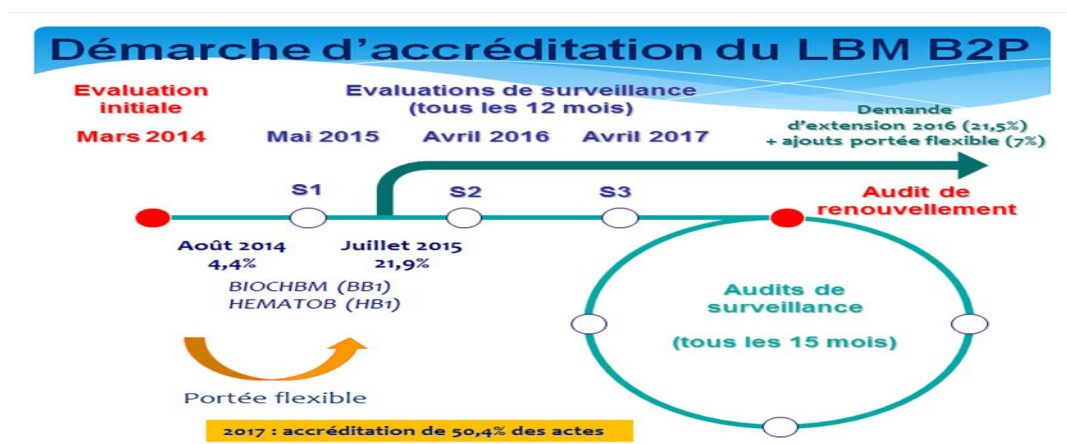 Démarche d'accréditation du LBM B2P
Evaluation
initiale
Mars 2014
Evaluations de surveillance
(tous les 12 mois)
Mai 2015
Avril 2016
Avril 2017
Demande
d'extension 2016 (21,5%)
+ ajouts portée flexible (7%)
S1
S2
S3
Audit de
renouvellement
Août 2014
4,4%
Juillet 2015
21,9%
BIOCHBM (BB1)
HEMATOB (HB1)
Audits de
surveillance
(tous les 15 mois)
Portée flexible
2017 : accréditation de 50,4% des actes